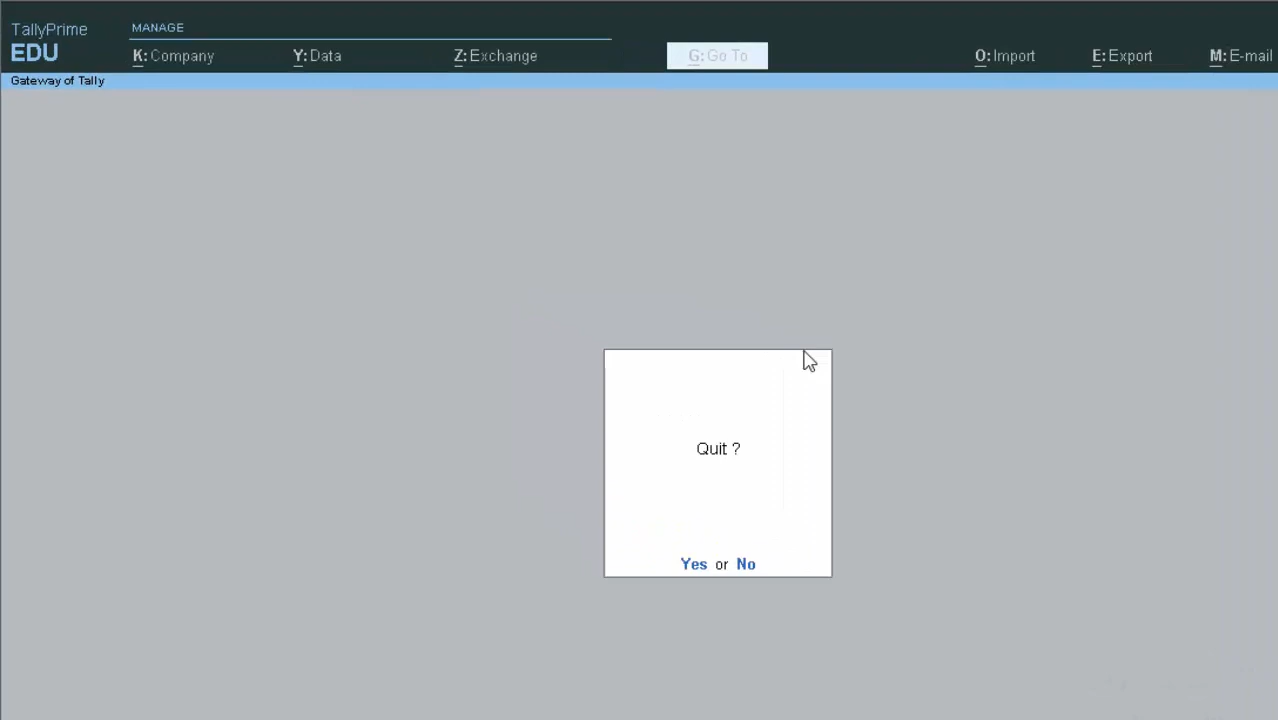 TallyPrime
EDU
MANAGE
K:Company Y:Data Z:Exchange G:Go To O:Import E:Export M:E-mail
Gateway of Tally
Quit ?
Yes or No